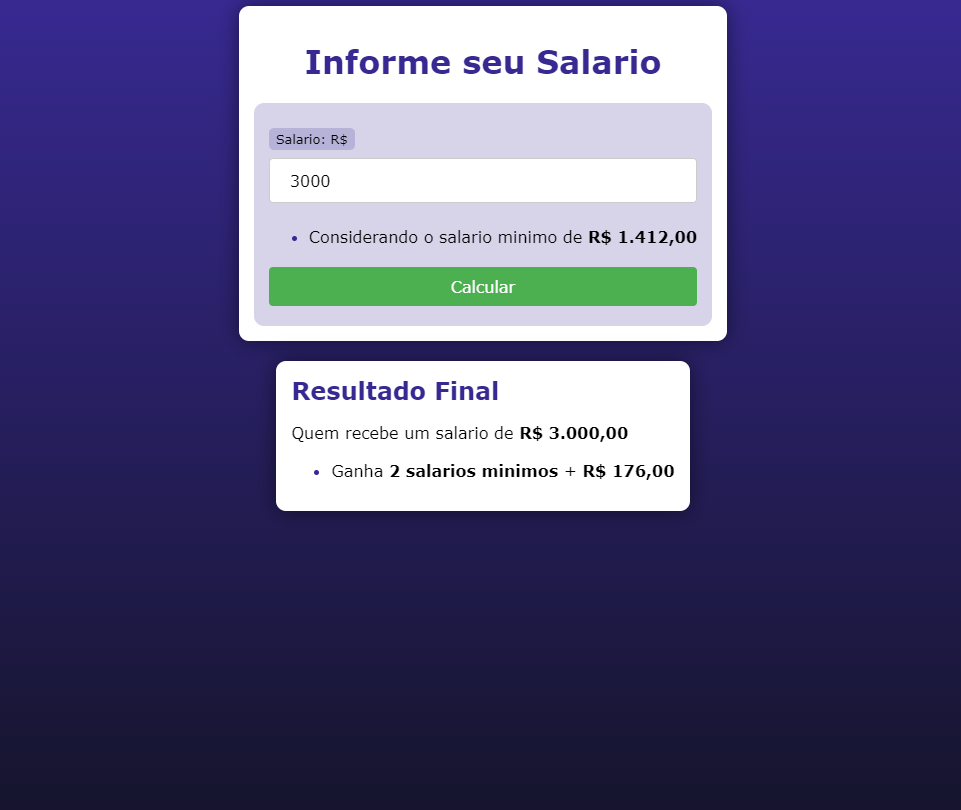 Informe seu Salario
Salario: R$
3000
Considerando o salario minimo de R$ 1.412,00
Calcular
Resultado Final
Quem recebe um salario de R$ 3.000,00
Ganha 2 salarios minimos + R$ 176,00